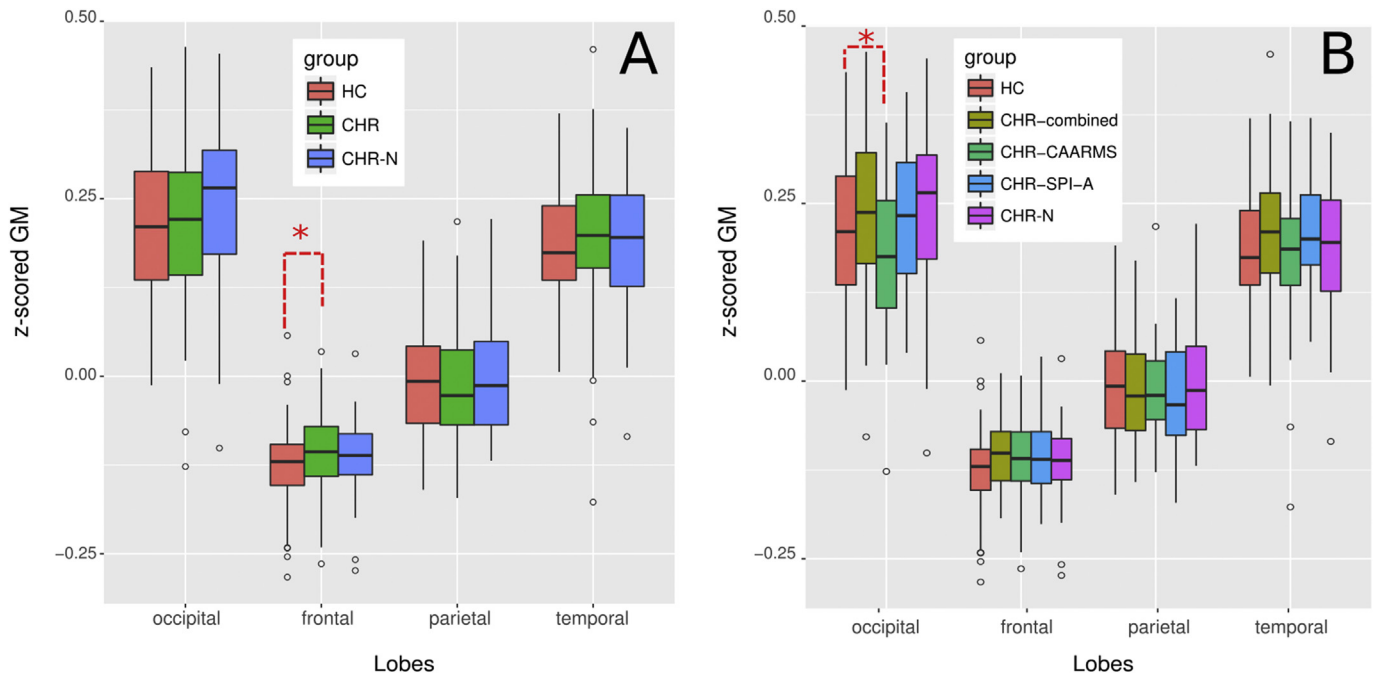 A
0.50
0.25
0.00
−0.25
z-scored GM
group
HC
CHR
CHR-N
*
occipital frontal parietal temporal
Lobes
B
0.50
0.25
0.00
−0.25
z-scored GM
*
group
HC
CHR−combined
CHR−CAARMS
CHR−SPI-A
CHR−N
occipital frontal parietal temporal
Lobes